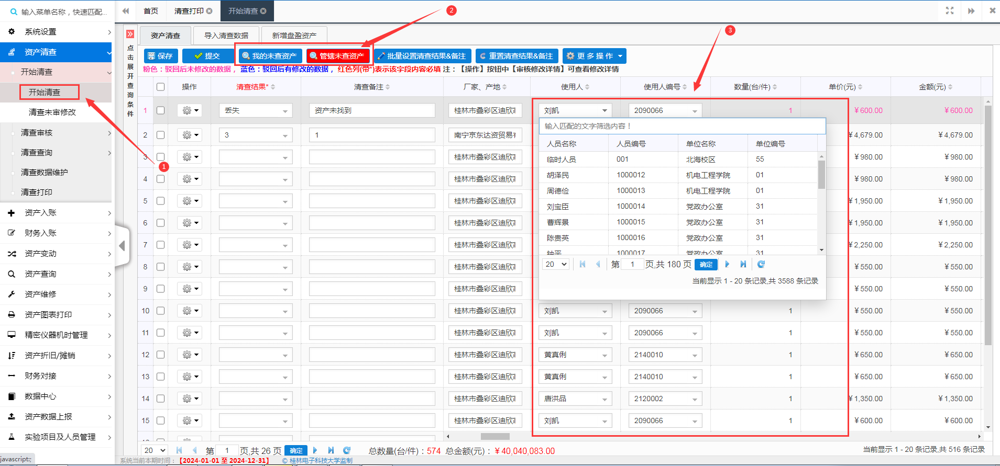 输入菜单名称，快速匹配...
首页
清查打印
开始清查
系统设置
资产清查
开始清查
开始清查
清查未审修改
清查审核
清查查询
清查数据维护
清查打印
资产入账
财务入账
资产变动
资产查询
资产维修
资产图表打印
精密仪器机时管理
资产折旧/摊销
财务对接
数据中心
资产数据上报
实验项目及人员管理
javascript:;
1
2
3
点击展开查询条件
资产清查
导入清查数据
新增盘盈资产
保存
提交
我的未查资产
管辖未查资产
批量设置清查结果&备注
重置清查结果&备注
更 多 操 作
粉色：驳回后未修改的数据， 蓝色：驳回后有修改的数据， 红色列(带*)表示该字段内容必填 注：【操作】按钮中【审核修改详情】可查看修改详情
操作 清查结果* 清查备注 厂家、产地 使用人 使用人编号 数量(台/件) 单价(元) 金额(元)
1 丢失 资产未找到 桂林市叠彩区迪欣 刘凯 2090066 1 ¥600.00 ¥600.00
2 3 1 南宁京东达资贸易 ¥4,679.00 ¥4,679.00
3 桂林市叠彩区迪欣 ¥980.00 ¥980.00
4 桂林市叠彩区迪欣 ¥980.00 ¥980.00
5 桂林市叠彩区迪欣 ¥1,950.00 ¥1,950.00
6 桂林市叠彩区迪欣 ¥1,950.00 ¥1,950.00
7 桂林市叠彩区迪欣 ¥2,250.00 ¥2,250.00
8 桂林市叠彩区迪欣 ¥550.00 ¥550.00
9 桂林市叠彩区迪欣 ¥550.00 ¥550.00
10 桂林市叠彩区迪欣 刘凯 2090066 1 ¥550.00 ¥550.00
11 桂林市叠彩区迪欣 刘凯 2090066 1 ¥550.00 ¥550.00
12 桂林市叠彩区迪欣 黄真俐 2140010 1 ¥650.00 ¥650.00
13 桂林市叠彩区迪欣 黄真俐 2140010 1 ¥650.00 ¥650.00
14 桂林市叠彩区迪欣 唐洪品 2120002 1 ¥1,350.00 ¥1,350.00
15 桂林市叠彩区迪欣 刘凯 2090066 1 ¥600.00 ¥600.00
输入匹配的文字筛选内容！
人员名称 人员编号 单位名称 单位编号
临时人员 001 北海校区 55
胡泽民 1000012 机电工程学院 01
周德俭 1000013 机电工程学院 01
刘宝臣 1000014 党政办公室 31
曹辉景 1000015 党政办公室 31
陈贵英 1000016 党政办公室 31
钟平 1000017 党政办公室 31
20 第 1 页,共 180 页 确定
当前显示 1 - 20 条记录,共 3588 条记录
20 第 1 页,共 26 页 确定 总数量(台/件)：574 总金额(元)：¥40,040,083.00 当前显示 1 - 20 条记录,共 516 条记录
系统当前本期时间：【2024-01-01 至 2024-12-31】 © 桂林电子科技大学监制